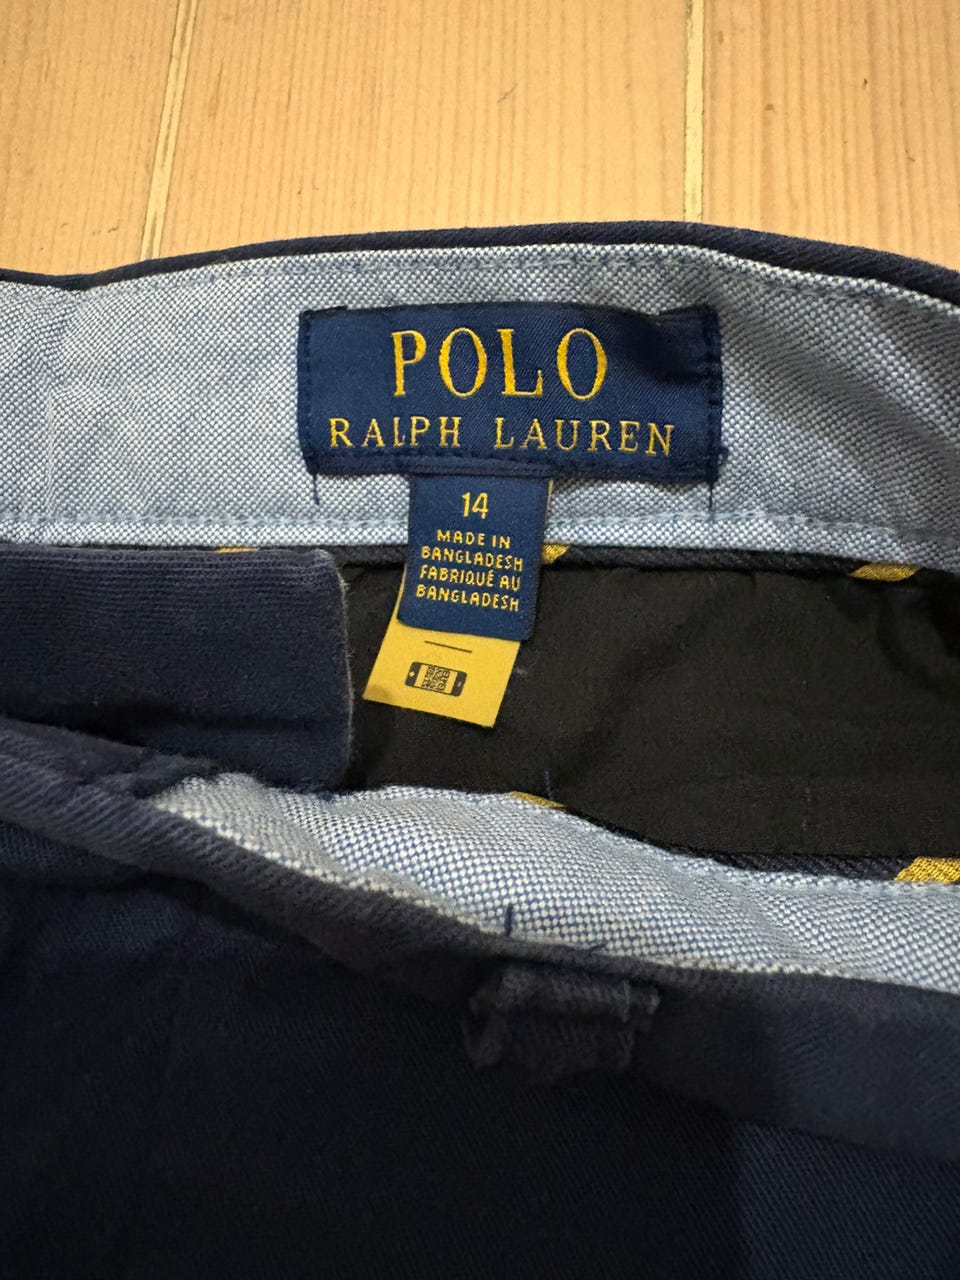 POLO
RALPH LAUREN
14
MADE IN
BANGLADESH
FABRIQUÉ AU
BANGLADESH